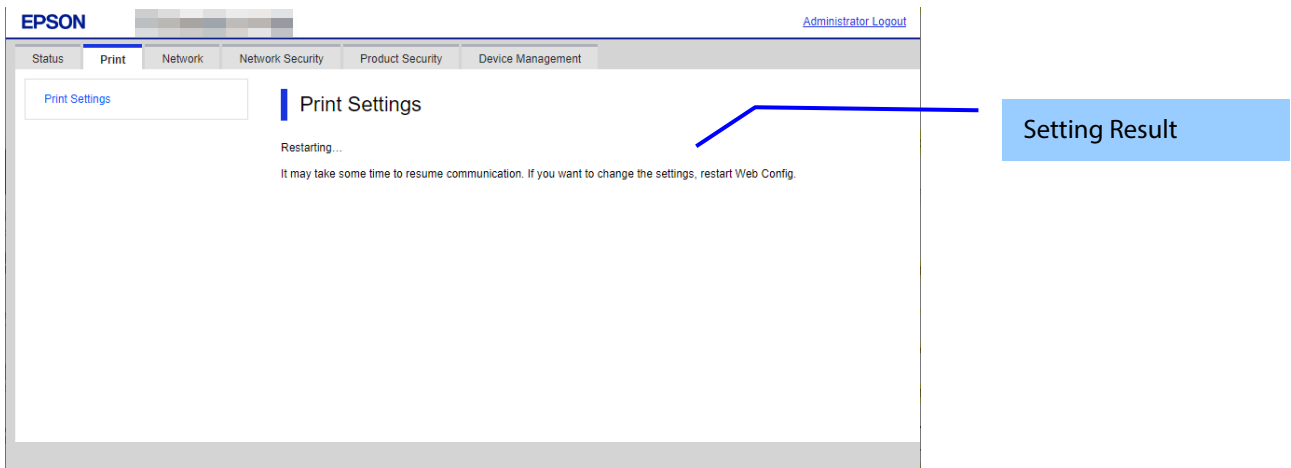 EPSON
Administrator Logout
Status Print Network Network Security Product Security Device Management
Print Settings
Print Settings
Restarting...
It may take some time to resume communication. If you want to change the settings, restart Web Config.
Setting Result